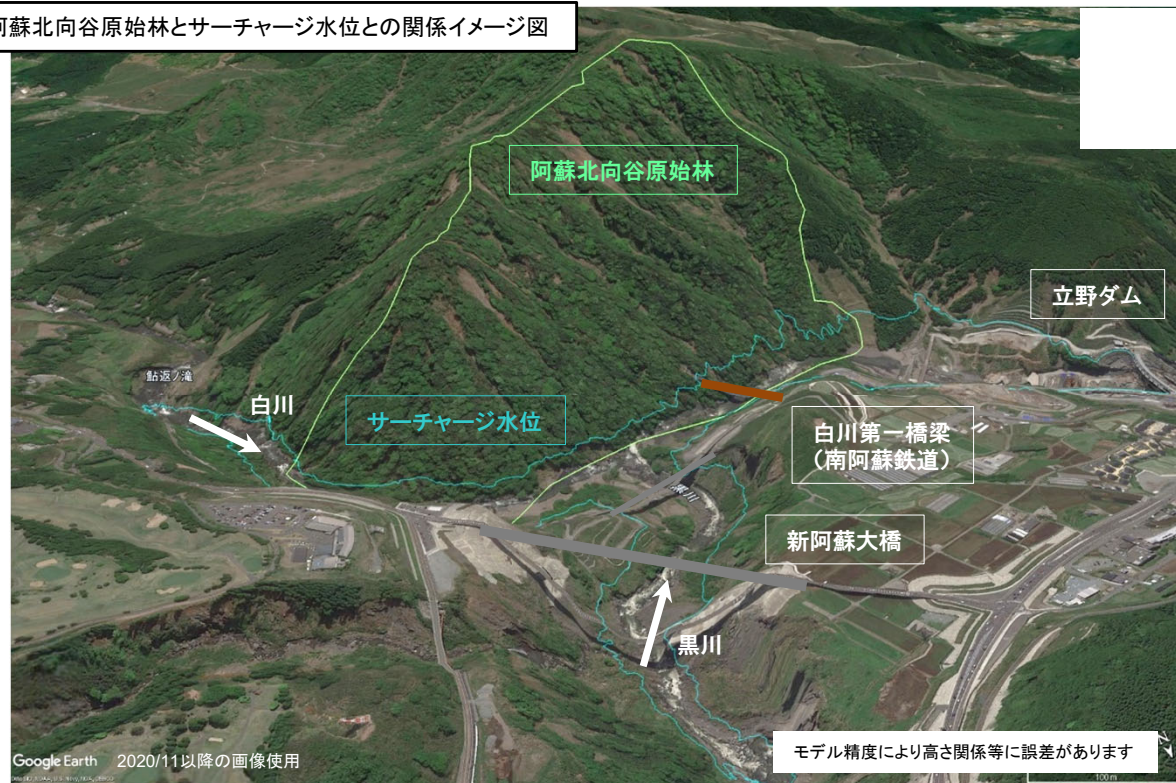 阿蘇北向谷原始林とサーチャージ水位との関係イメージ図
阿蘇北向谷原始林
立野ダム
鮎返ノ滝
白川
サーチャージ水位
白川第一橋梁
(南阿蘇鉄道)
黒川
新阿蘇大橋
黒川
Google Earth 2020/11以降の画像使用
モデル精度により高さ関係等に誤差があります
100 m